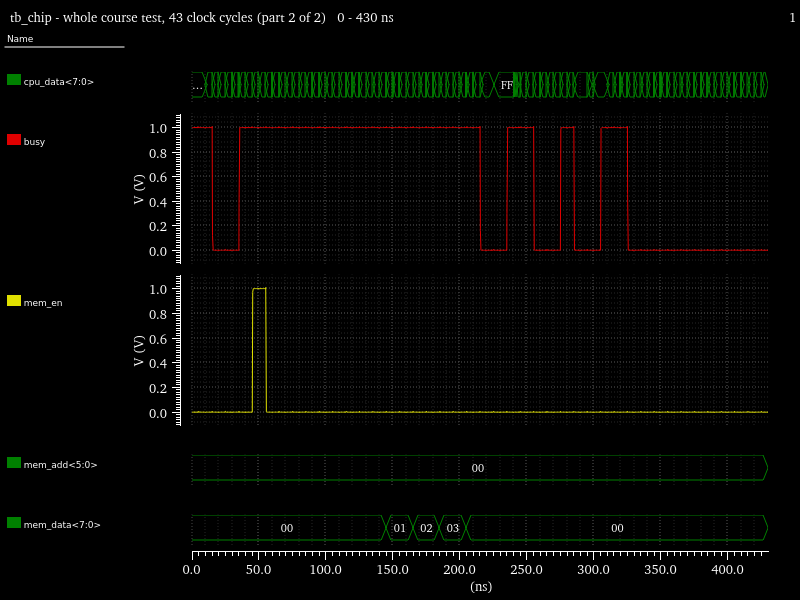 tb_chip - whole course test, 43 clock cycles (part 2 of 2) 0 - 430 ns 1
Name
cpu_data<7:0> ... FF
busy
V (V)
1.0
0.8
0.6
0.4
0.2
0.0
mem_en
V (V)
1.0
0.8
0.6
0.4
0.2
0.0
mem_add<5:0> 00
mem_data<7:0> 00 01 02 03 00
0.0 50.0 100.0 150.0 200.0 250.0 300.0 350.0 400.0
(ns)